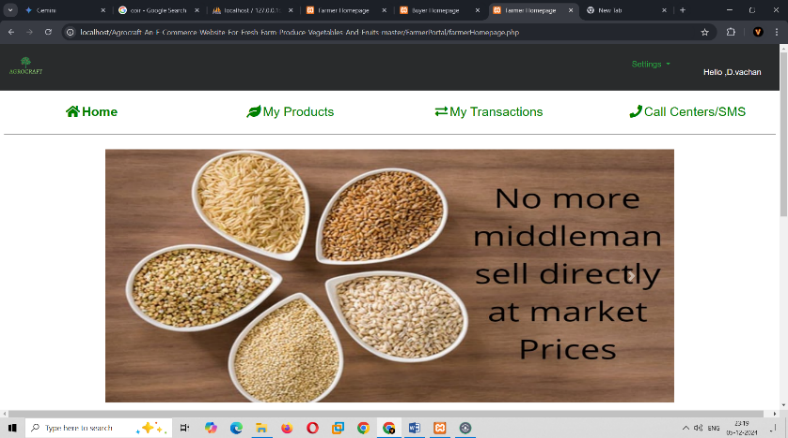 Gemini
coir - Google Search
localhost / 127.0.0.1
Farmer Homepage
Buyer Homepage
Farmer Homepage
New Tab
localhost/Agrocraft-An-E-Commerce-Website-For-Fresh-Farm-Produce-Vegetables-And-Fruits-master/FarmerPortal/farmerHomepage.php
V
AGROCRAFT
Settings
Hello ,D.vachan
Home
My Products
My Transactions
Call Centers/SMS
No more
middleman
sell directly
at market
Prices
Type here to search
ENG
23:19
05-12-2024